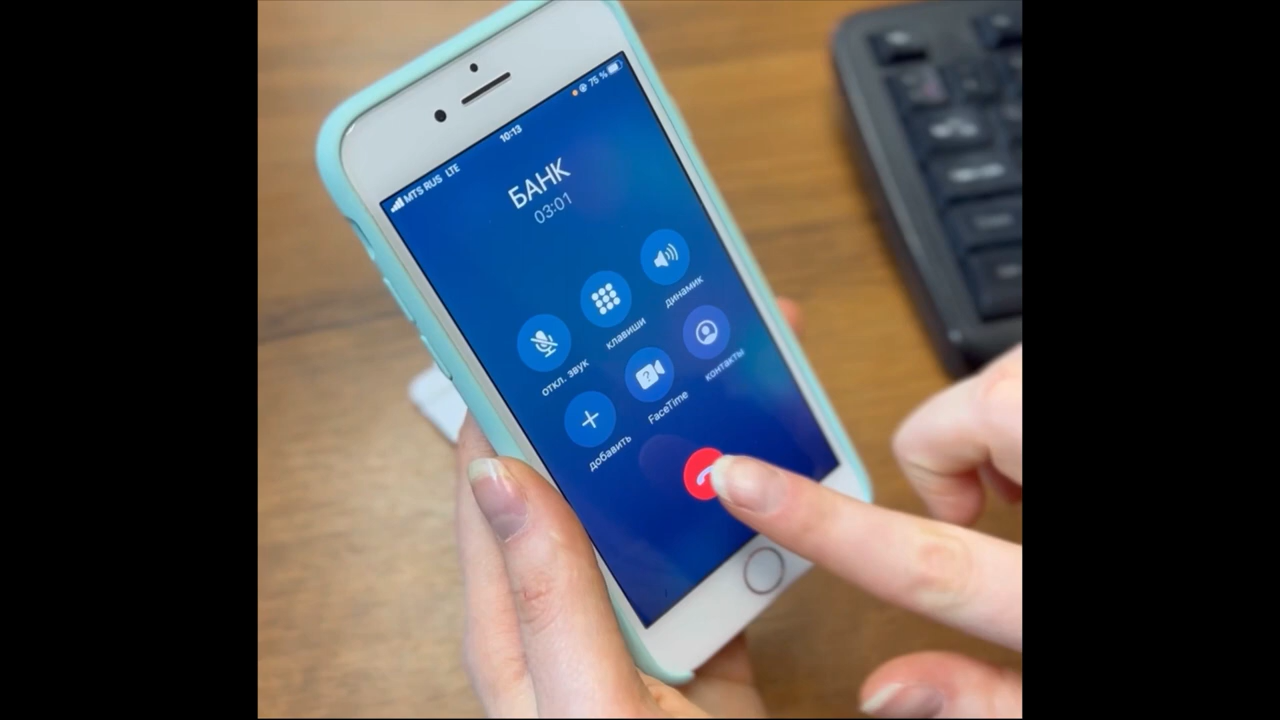 MTS RUS LTE
10:13
75 %
БАНК
03:01
откл. звук
клавиши
динамик
добавить
?
FaceTime
контакты